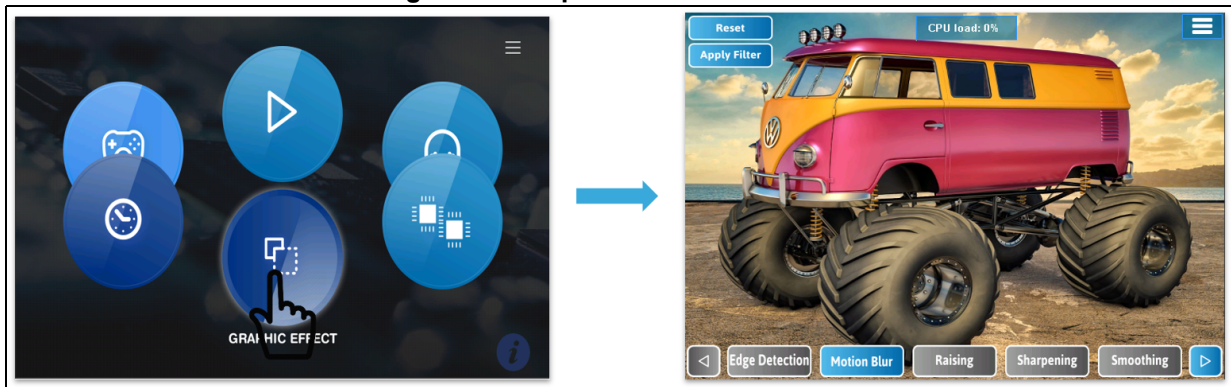 Reset
CPU load: 0%
Apply Filter
GRAPHIC EFFECT
i
Edge Detection
Motion Blur
Raising
Sharpening
Smoothing